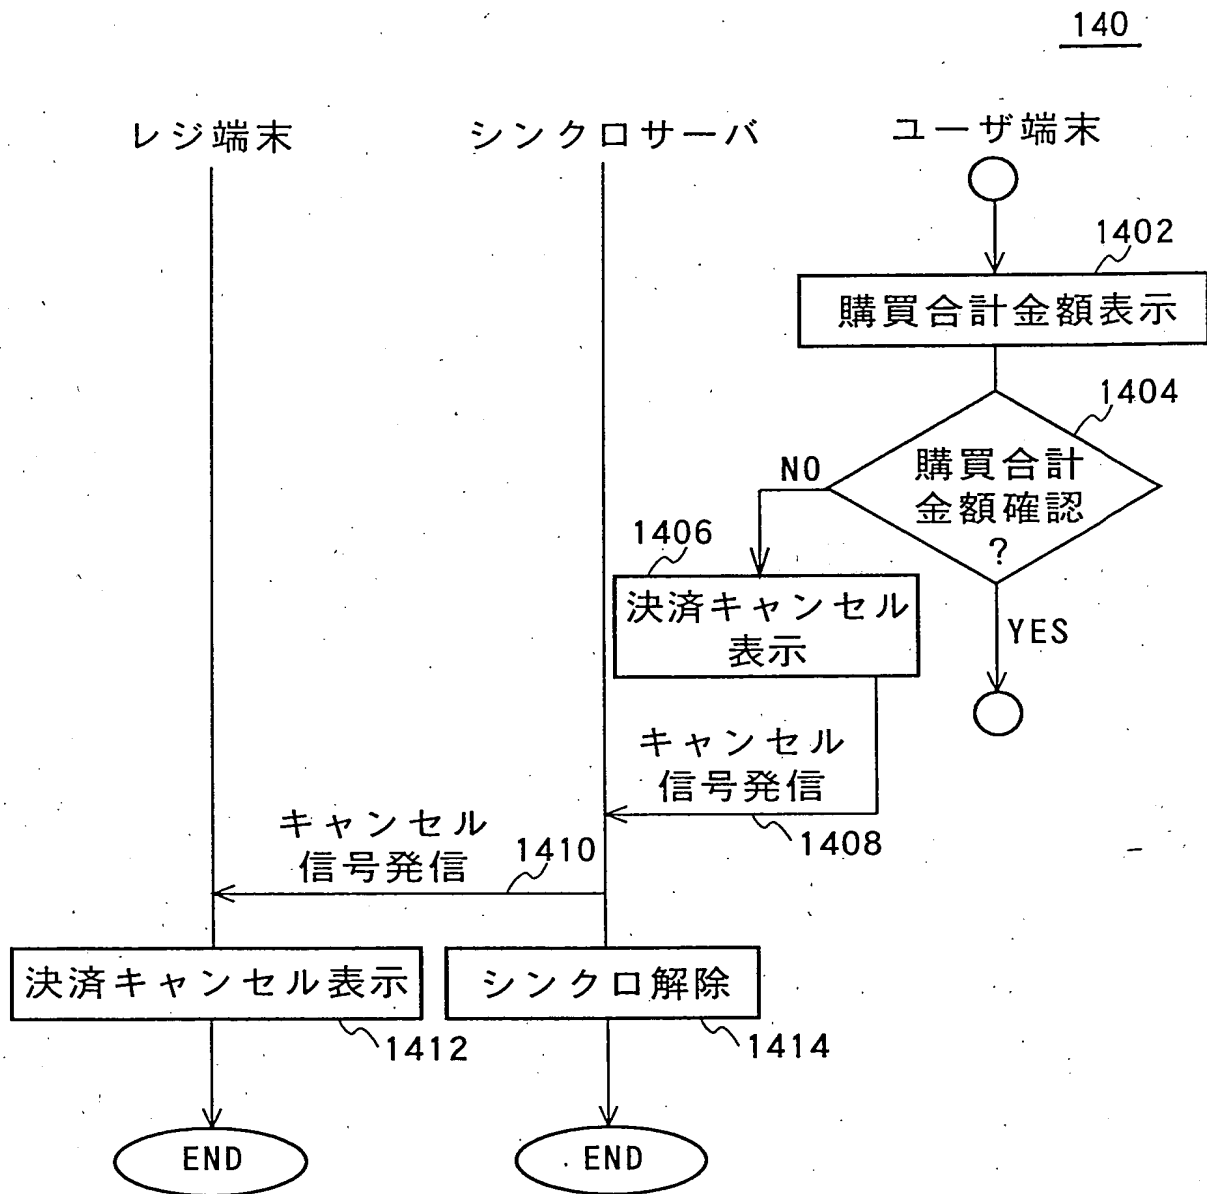 140
レジ端末
シンクロサーバ
ユーザ端末
1402
購買合計金額表示
1404
購買合計
金額確認
?
NO
YES
1406
決済キャンセル
表示
キャンセル
信号発信
1408
キャンセル
信号発信
1410
決済キャンセル表示
1412
シンクロ解除
1414
END
END